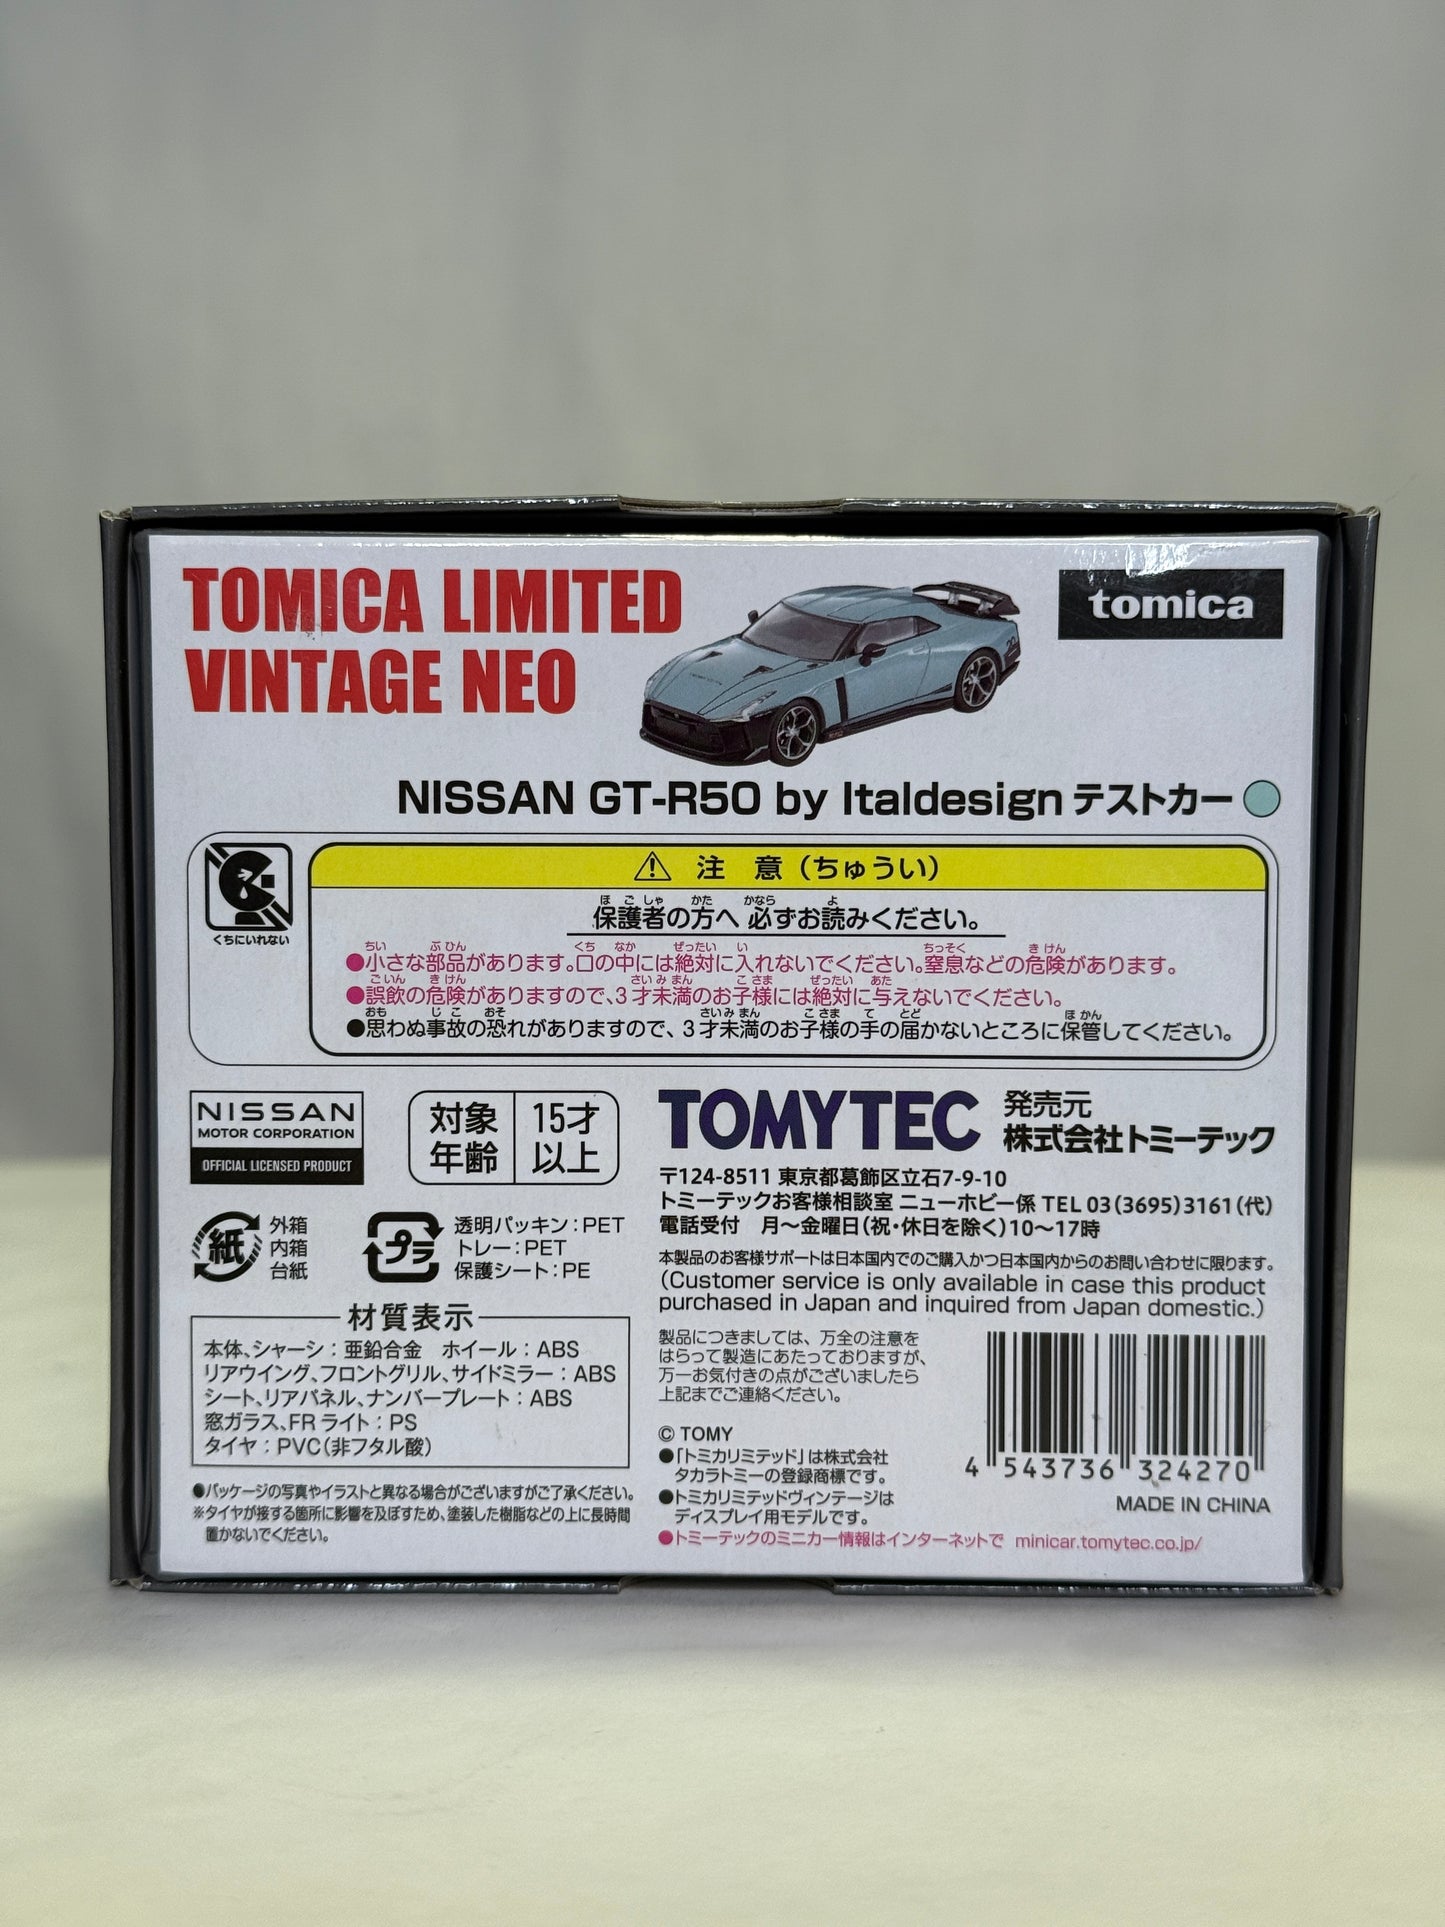 TOMICA LIMITED
VINTAGE NEO
tomica
NISSAN GT-R50 by Italdesign テストカー
くちにいれない
注 意（ちゅうい）
保護者の方へ 必ずお読みください。
●小さな部品があります。口の中には絶対に入れないでください。窒息などの危険があります。
●誤飲の危険がありますので、3才未満のお子様には絶対に与えないでください。
●思わぬ事故の恐れがありますので、3才未満のお子様の手の届かないところに保管してください。
NISSAN
MOTOR CORPORATION
OFFICIAL LICENSED PRODUCT
対象
年齢
15才
以上
紙
外箱
内箱
台紙
プラ
透明パッキン：PET
トレー：PET
保護シート：PE
材質表示
本体、シャーシ：亜鉛合金 ホイール：ABS
リアウイング、フロントグリル、サイドミラー：ABS
シート、リアパネル、ナンバープレート：ABS
窓ガラス、FRライト：PS
タイヤ：PVC（非フタル酸）
●パッケージの写真やイラストと異なる場合がございますがご了承ください。
※タイヤが接する箇所に影響を及ぼすため、塗装した樹脂などの上に長時間
置かないでください。
TOMYTEC
発売元
株式会社トミーテック
〒124-8511 東京都葛飾区立石7-9-10
トミーテックお客様相談室 ニューホビー係 TEL 03(3695)3161(代)
電話受付 月〜金曜日（祝・休日を除く）10〜17時
本製品のお客様サポートは日本国内でのご購入かつ日本国内からのお問い合わせに限ります。
(Customer service is only available in case this product
purchased in Japan and inquired from Japan domestic.)
製品につきましては、万全の注意を
はらって製造にあたっておりますが、
万一お気付きの点がございましたら
上記までご連絡ください。
© TOMY
●「トミカリミテッド」は株式会社
タカラトミーの登録商標です。
●トミカリミテッドヴィンテージは
ディスプレイ用モデルです。
●トミーテックのミニカー情報はインターネットで minicar.tomytec.co.jp/
4 543736 324270
MADE IN CHINA